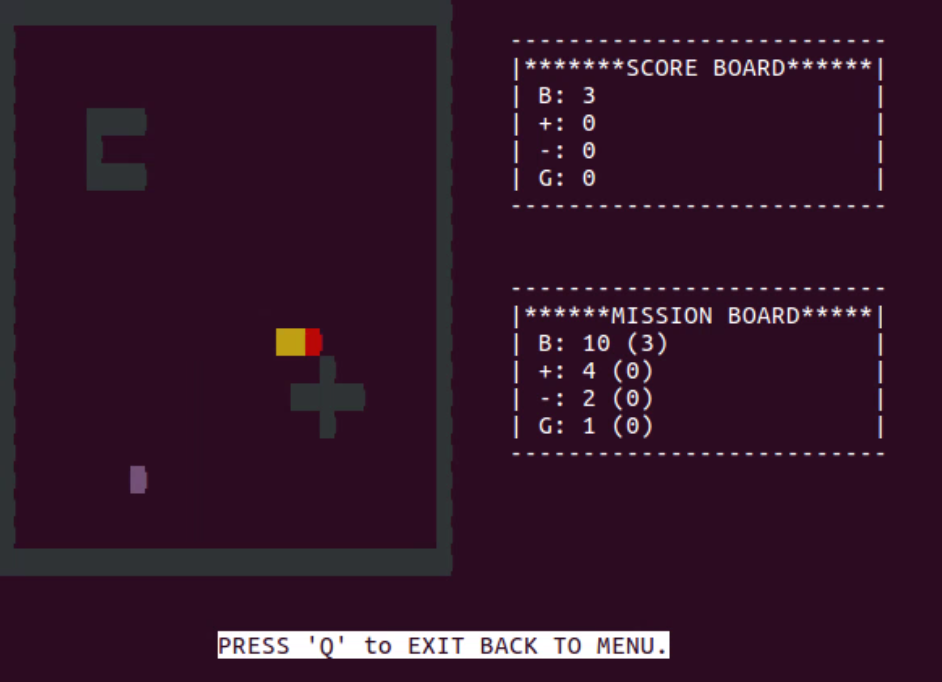 --------------------------
|*******SCORE BOARD******|
| B: 3                   |
| +: 0                   |
| -: 0                   |
| G: 0                   |
--------------------------
--------------------------
|******MISSION BOARD*****|
| B: 10 (3)              |
| +: 4 (0)               |
| -: 2 (0)               |
| G: 1 (0)               |
--------------------------
PRESS 'Q' to EXIT BACK TO MENU.